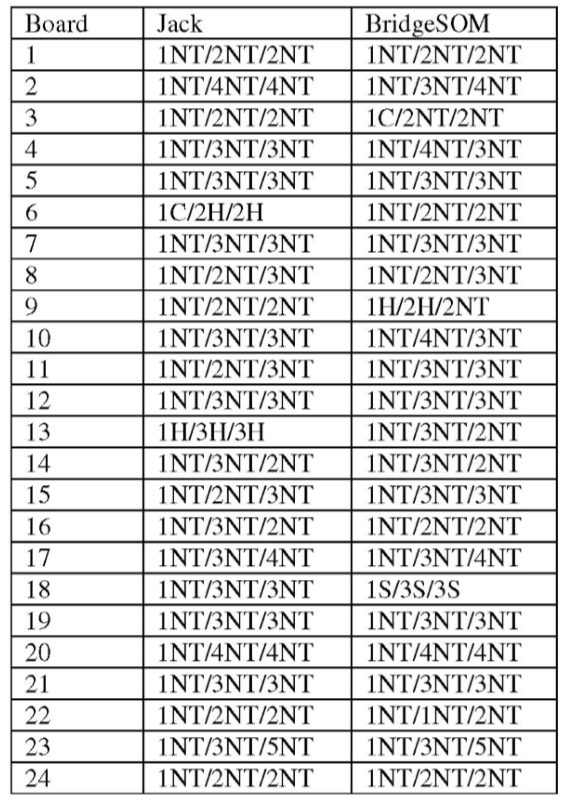 Board Jack BridgeSOM
1 1NT/2NT/2NT 1NT/2NT/2NT
2 1NT/4NT/4NT 1NT/3NT/4NT
3 1NT/2NT/2NT 1C/2NT/2NT
4 1NT/3NT/3NT 1NT/4NT/3NT
5 1NT/3NT/3NT 1NT/3NT/3NT
6 1C/2H/2H 1NT/2NT/2NT
7 1NT/3NT/3NT 1NT/3NT/3NT
8 1NT/2NT/3NT 1NT/2NT/3NT
9 1NT/2NT/2NT 1H/2H/2NT
10 1NT/3NT/3NT 1NT/4NT/3NT
11 1NT/2NT/3NT 1NT/3NT/3NT
12 1NT/3NT/3NT 1NT/3NT/3NT
13 1H/3H/3H 1NT/3NT/2NT
14 1NT/3NT/2NT 1NT/3NT/2NT
15 1NT/2NT/3NT 1NT/3NT/3NT
16 1NT/3NT/2NT 1NT/2NT/2NT
17 1NT/3NT/4NT 1NT/3NT/4NT
18 1NT/3NT/3NT 1S/3S/3S
19 1NT/3NT/3NT 1NT/3NT/3NT
20 1NT/4NT/4NT 1NT/4NT/4NT
21 1NT/3NT/3NT 1NT/3NT/3NT
22 1NT/2NT/2NT 1NT/1NT/2NT
23 1NT/3NT/5NT 1NT/3NT/5NT
24 1NT/2NT/2NT 1NT/2NT/2NT